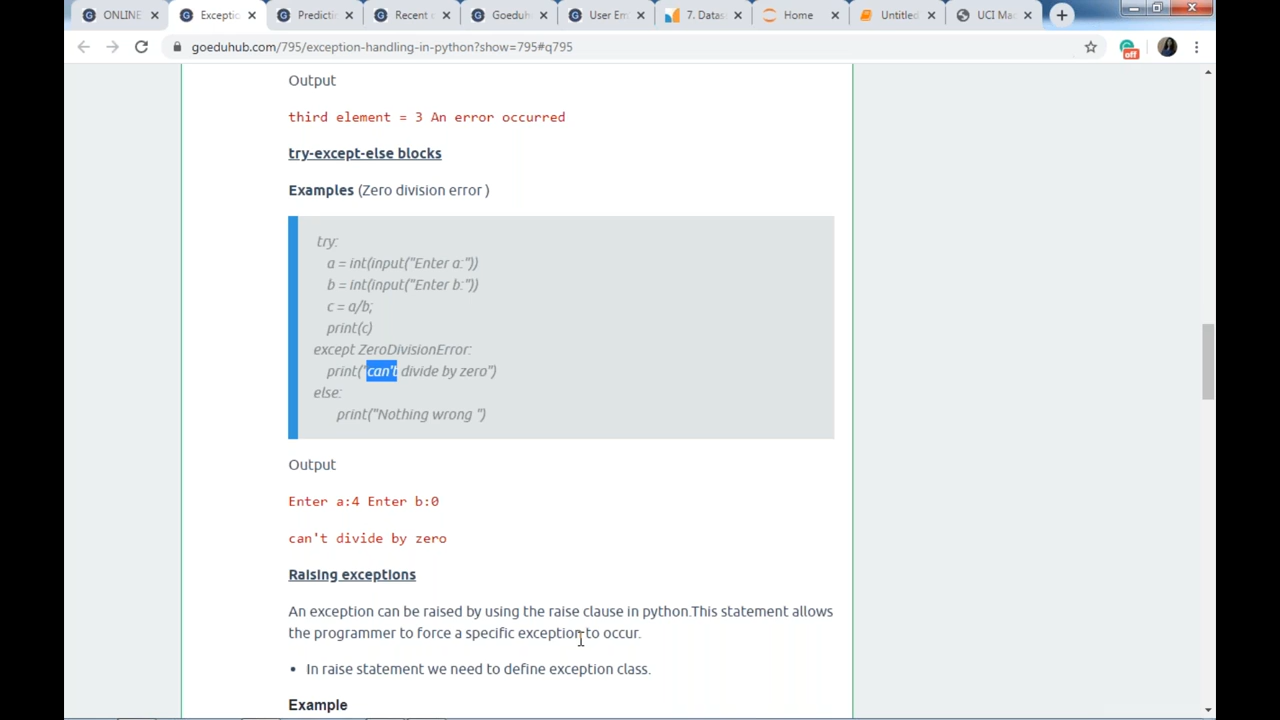 ONLINE
Excepti
Predictin
Recent
Goeduh
User Em
7. Datas
Home
Untitled
UCI Ma
goeduhub.com/795/exception-handling-in-python?show=795#q795
off
Output
third element = 3 An error occurred
try-except-else blocks
Examples (Zero division error )
try:
a = int(input("Enter a:"))
b = int(input("Enter b:"))
c = a/b;
print(c)
except ZeroDivisionError:
print("can't divide by zero")
else:
print("Nothing wrong ")
Output
Enter a:4 Enter b:0
can't divide by zero
Raising exceptions
An exception can be raised by using the raise clause in python.This statement allows
the programmer to force a specific exception to occur.
• In raise statement we need to define exception class.
Example